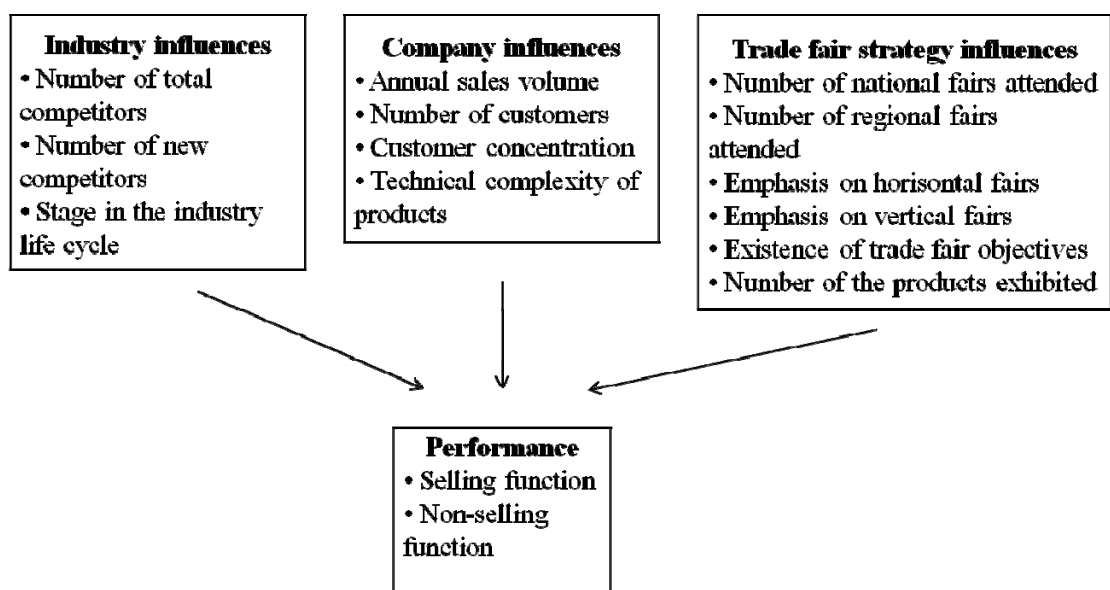 Industry influences
• Number of total
competitors
• Number of new
competitors
• Stage in the industry
life cycle
Company influences
• Annual sales volume
• Number of customers
• Customer concentration
• Technical complexity of
products
Trade fair strategy influences
• Number of national fairs attended
• Number of regional fairs
attended
• Emphasis on horisontal fairs
• Emphasis on vertical fairs
• Existence of trade fair objectives
• Number of the products exhibited
Performance
• Selling function
• Non-selling
function